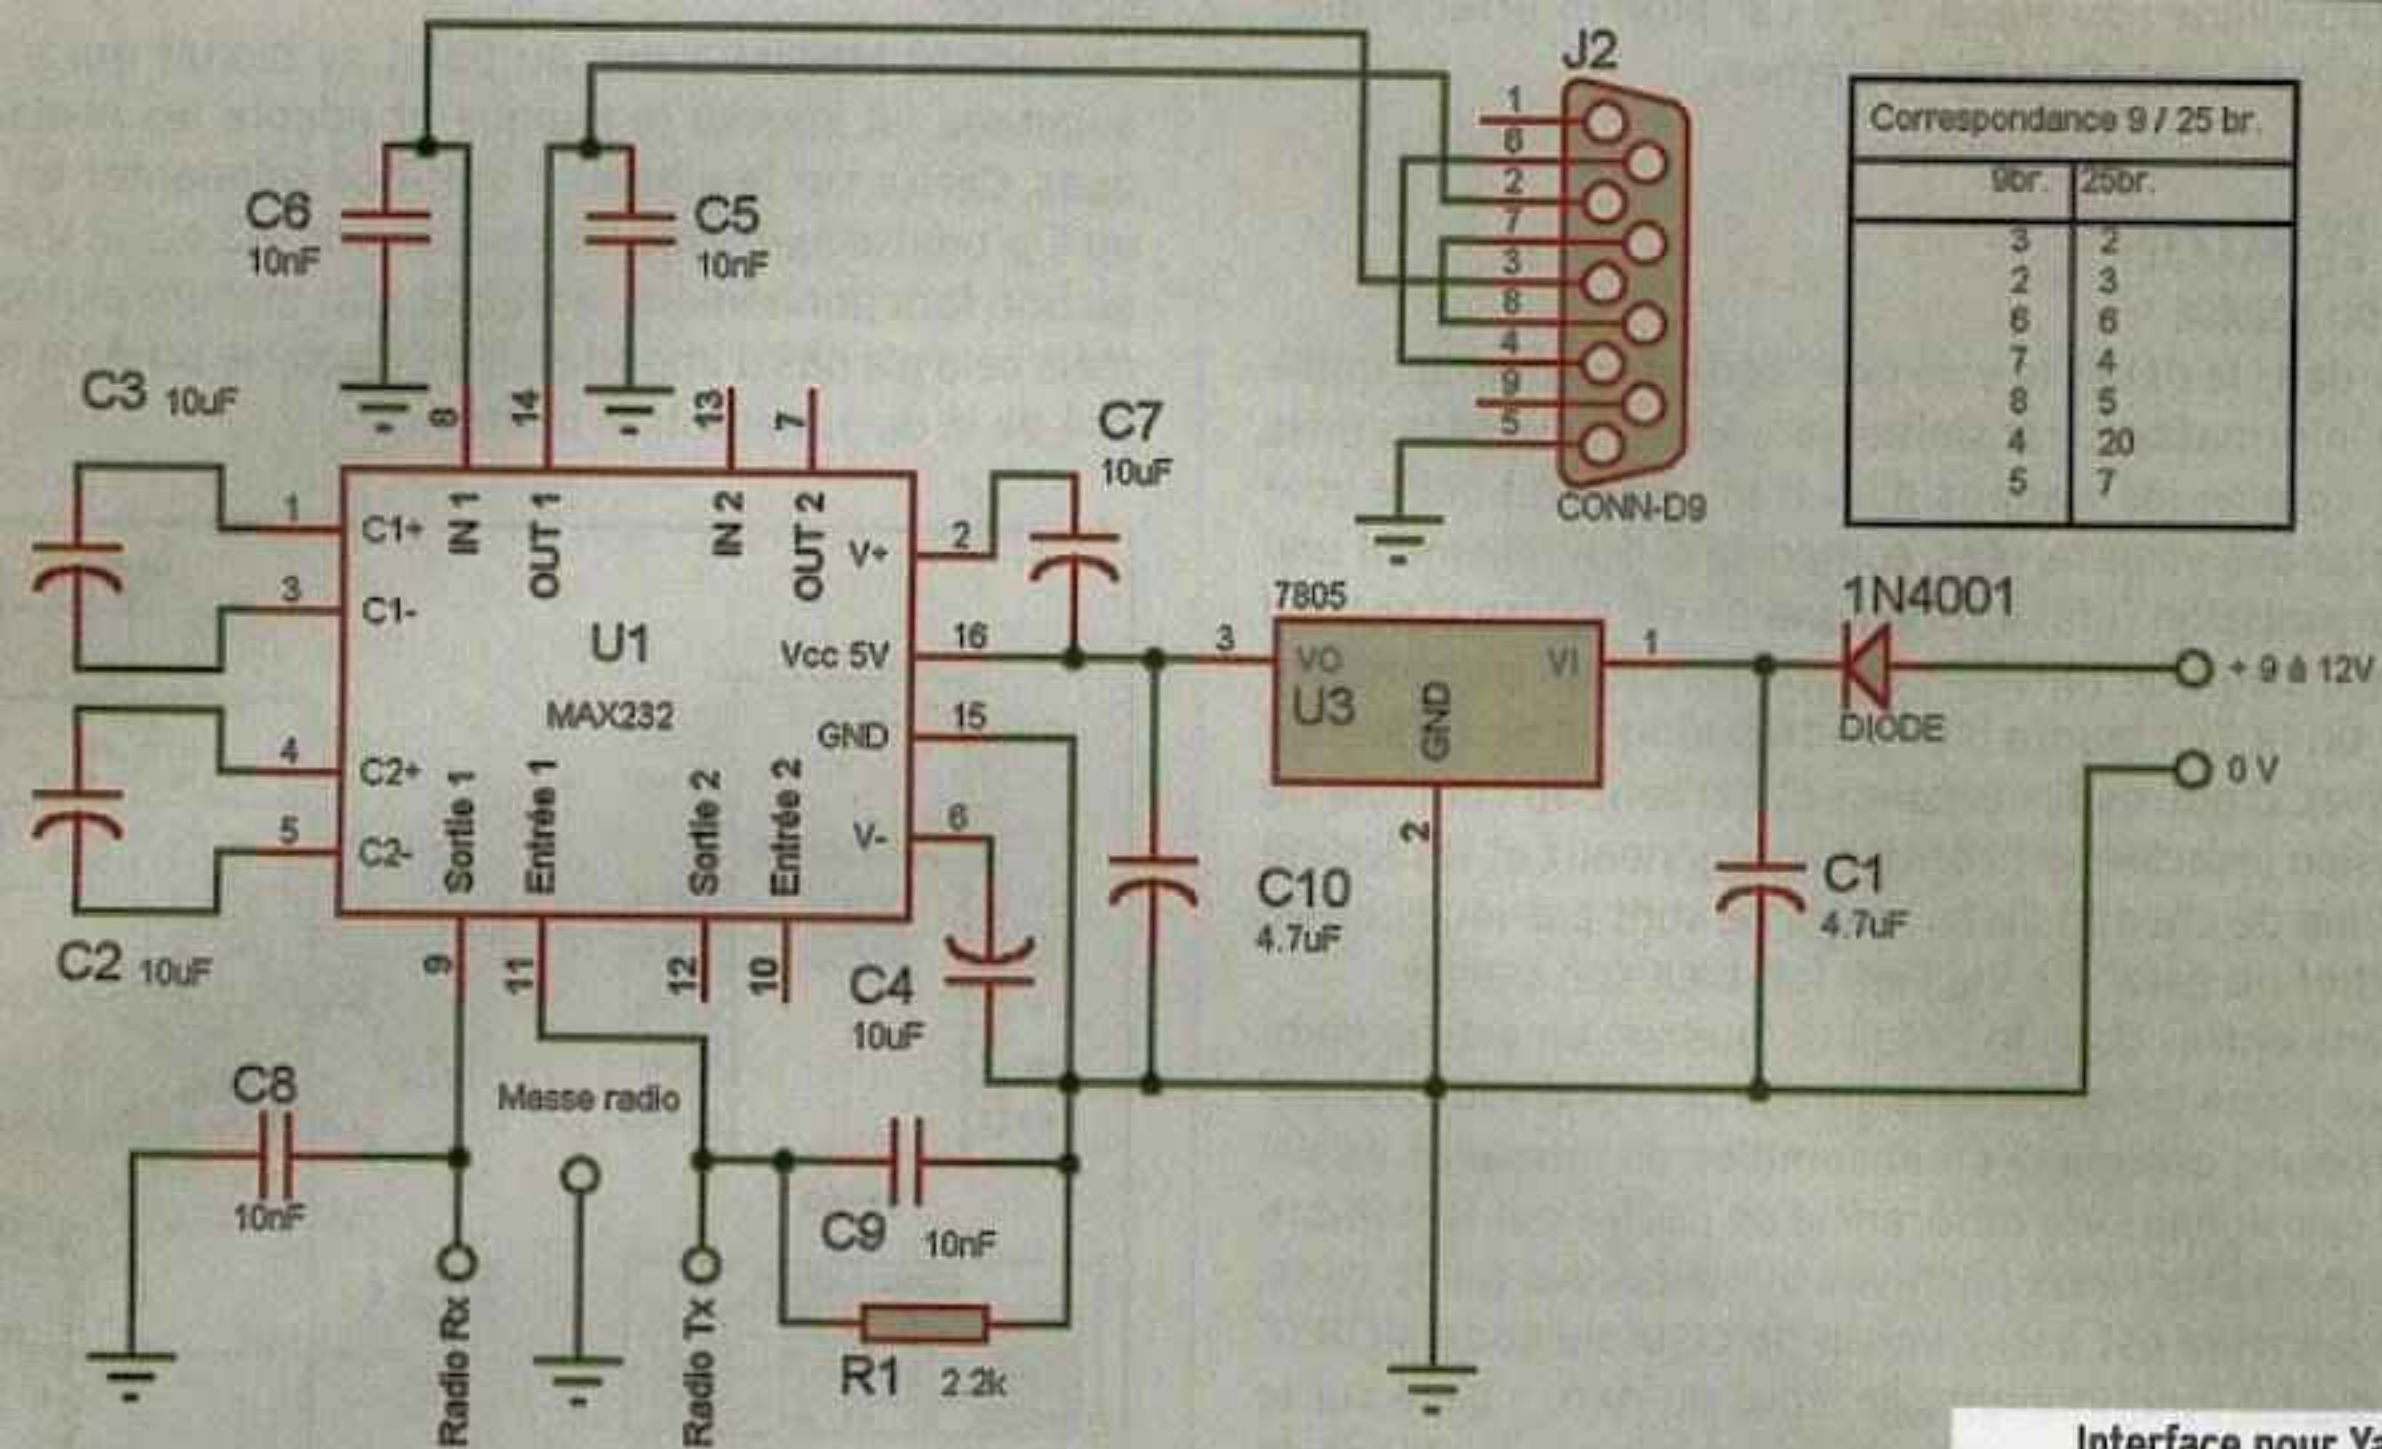 J2
1
6
2
7
3
8
4
9
5
CONN-D9
Correspondance 9 / 25 br.
9br. 25br.
3 2
2 3
6 6
7 4
8 5
4 20
5 7
C6
10nF
C5
10nF
C3 10uF
8
14
13
7
C7
10uF
1
3
4
5
C1+
C1-
C2+
C2-
IN 1
OUT 1
IN 2
OUT 2
U1
MAX232
V+
Vcc 5V
GND
V-
2
16
15
6
Sortie 1
Entrée 1
Sortie 2
Entrée 2
9
11
12
10
C2 10uF
C4
10uF
7805
3
VO
VI
U3
GND
1
2
1N4001
DIODE
+ 9 à 12V
0 V
C10
4.7uF
C1
4.7uF
C8
10nF
Masse radio
C9 10nF
R1 2.2k
Radio Rx
Radio Tx
Interface pour Ya